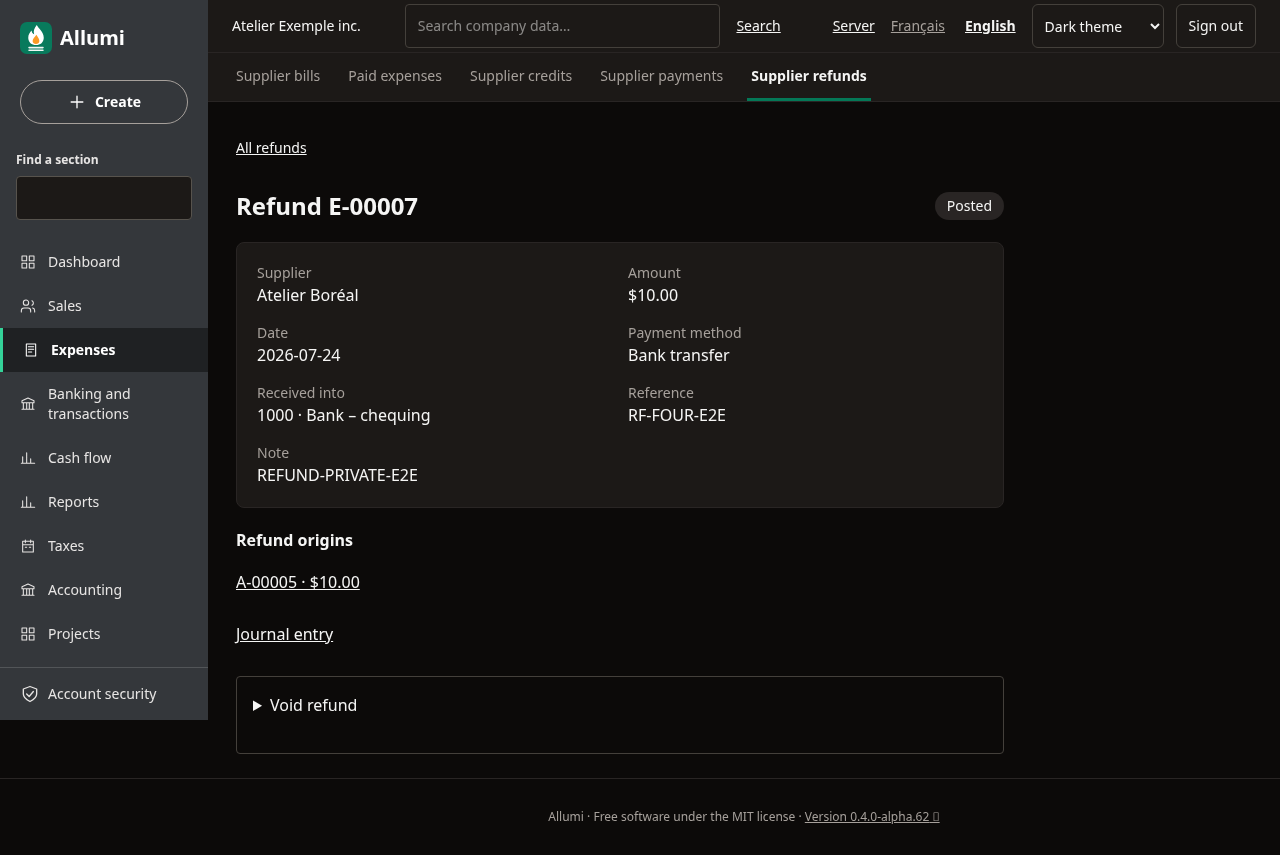 Allumi
Create
Find a section
Dashboard
Sales
Expenses
Banking and
transactions
Cash flow
Reports
Taxes
Accounting
Projects
Account security
Atelier Exemple inc.
Search company data…
Search
Server
Français
English
Dark theme
Sign out
Supplier bills
Paid expenses
Supplier credits
Supplier payments
Supplier refunds
All refunds
Refund E-00007
Posted
Supplier
Atelier Boréal
Amount
$10.00
Date
2026-07-24
Payment method
Bank transfer
Received into
1000 · Bank – chequing
Reference
RF-FOUR-E2E
Note
REFUND-PRIVATE-E2E
Refund origins
A-00005 · $10.00
Journal entry
Void refund
Allumi · Free software under the MIT license · Version 0.4.0-alpha.62